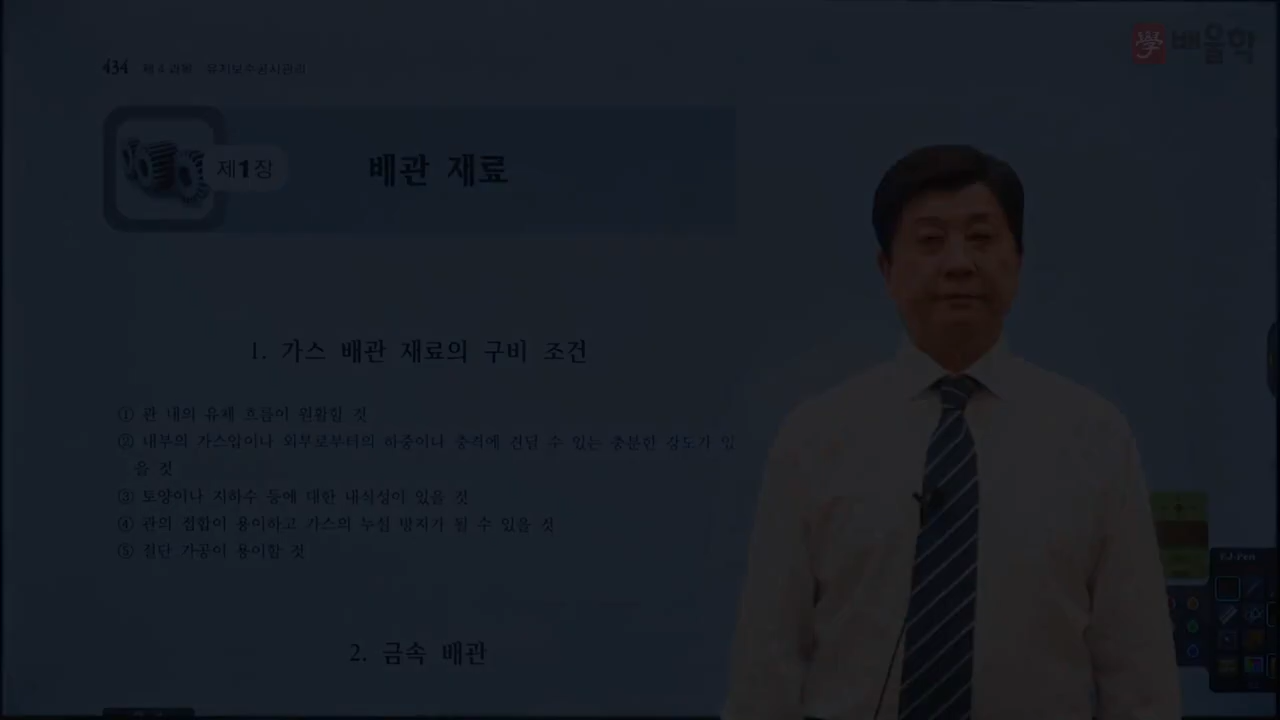 434 제 4 과목 유지보수공사관리
學 배울학
제1장 배관 재료
1. 가스 배관 재료의 구비 조건
① 관 내의 유체 흐름이 원활할 것
② 내부의 가스압이나 외부로부터의 하중이나 충격에 견딜 수 있는 충분한 강도가 있
을 것
③ 토양이나 지하수 등에 대한 내식성이 있을 것
④ 관의 접합이 용이하고 가스의 누설 방지가 될 수 있을 것
⑤ 절단 가공이 용이할 것
2. 금속 배관